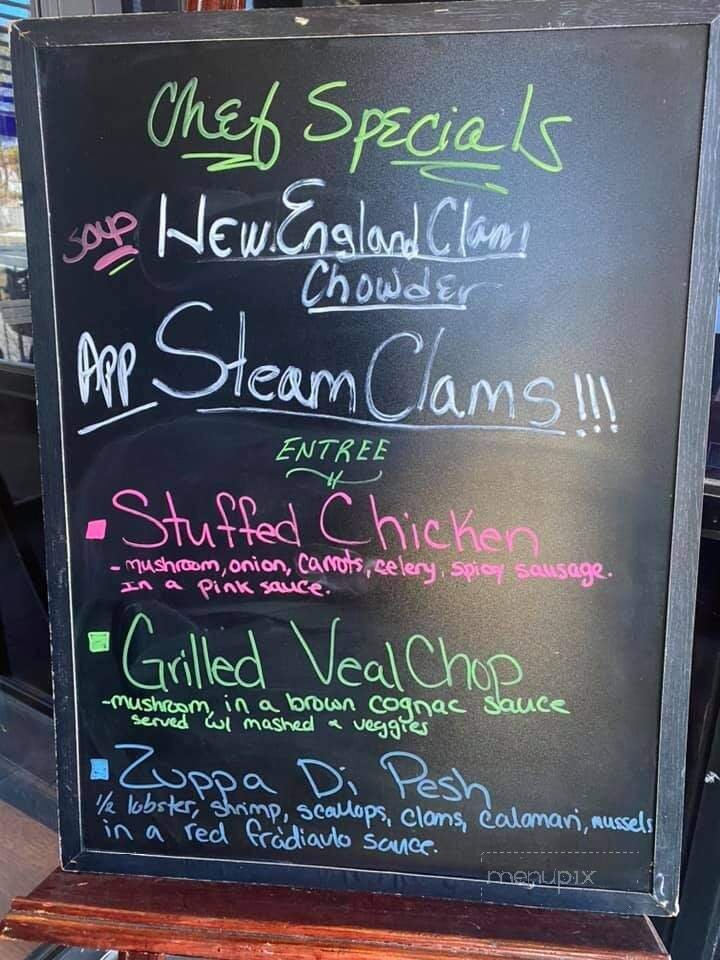 Chef Specials
Soup New England Clam
Chowder
App Steam Clams!!!
ENTREE
Stuffed Chicken
- mushroom, onion, carrots, celery, spicy sausage.
In a pink sauce.
Grilled Veal Chop
-mushroom, in a brown cognac sauce
served w/ mashed & veggies
Zuppa Di Pesh
1/2 lobster, shrimp, scallops, clams, calamari, mussels
in a red fradiavlo sauce.
menupix